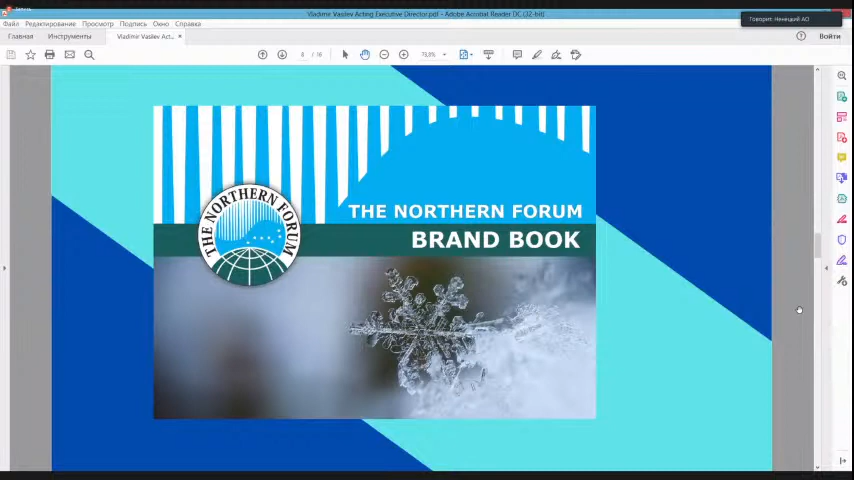 Запись
Vladimir Vasilev Acting Executive Director.pdf - Adobe Acrobat Reader DC (32-bit)
Файл Редактирование Просмотр Подпись Окно Справка
Говорит: Ненецкий АО
Главная Инструменты Vladimir Vasilev Act... × Войти
/ 16 73,8%
THE NORTHERN FORUM
THE NORTHERN FORUM
BRAND BOOK